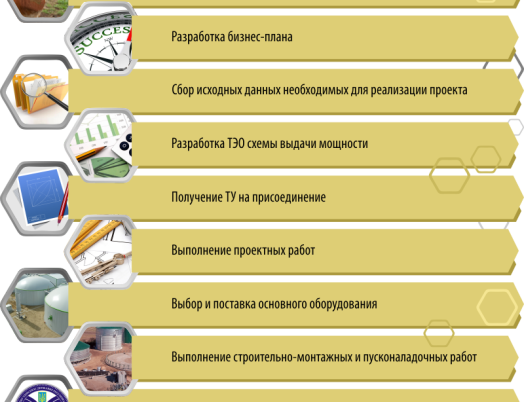 SUCCESS
Разработка бизнес-плана
Сбор исходных данных необходимых для реализации проекта
Разработка ТЭО схемы выдачи мощности
Получение ТУ на присоединение
Выполнение проектных работ
Выбор и поставка основного оборудования
Выполнение строительно-монтажных и пусконаладочных работ